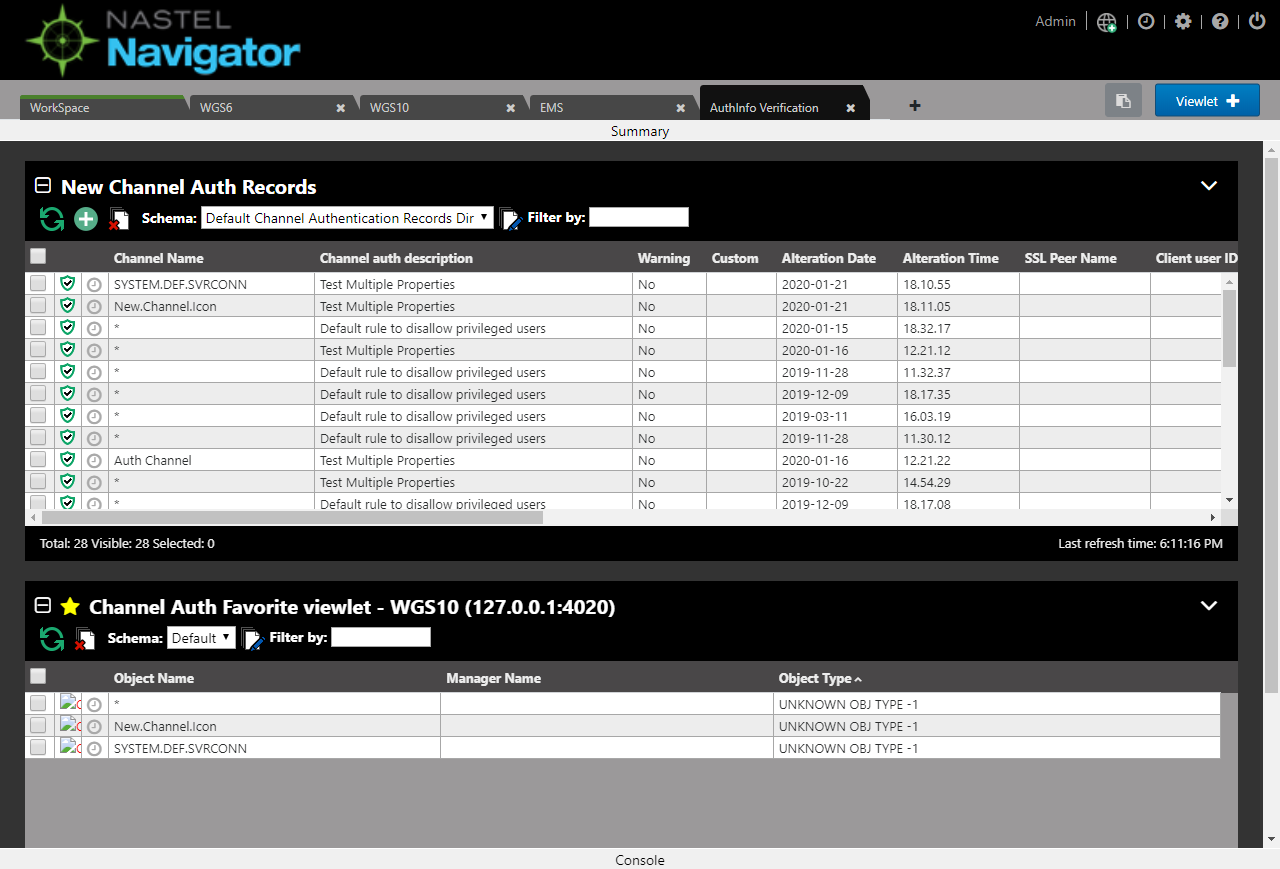 NASTEL
Navigator
Admin
WorkSpace WGS6 WGS10 EMS AuthInfo Verification Viewlet
Summary
New Channel Auth Records
Schema: Default Channel Authentication Records Dir Filter by:
Channel Name Channel auth description Warning Custom Alteration Date Alteration Time SSL Peer Name Client user ID
SYSTEM.DEF.SVRCONN Test Multiple Properties No 2020-01-21 18.10.55
New.Channel.Icon Test Multiple Properties No 2020-01-21 18.11.05
* Default rule to disallow privileged users No 2020-01-15 18.32.17
* Test Multiple Properties No 2020-01-16 12.21.12
* Default rule to disallow privileged users No 2019-11-28 11.32.37
* Default rule to disallow privileged users No 2019-12-09 18.17.35
* Default rule to disallow privileged users No 2019-03-11 16.03.19
* Default rule to disallow privileged users No 2019-11-28 11.30.12
Auth Channel Test Multiple Properties No 2020-01-16 12.21.22
* Test Multiple Properties No 2019-10-22 14.54.29
* Default rule to disallow privileged users No 2019-12-09 18.17.08
Total: 28 Visible: 28 Selected: 0 Last refresh time: 6:11:16 PM
Channel Auth Favorite viewlet - WGS10 (127.0.0.1:4020)
Schema: Default Filter by:
Object Name Manager Name Object Type
* UNKNOWN OBJ TYPE -1
New.Channel.Icon UNKNOWN OBJ TYPE -1
SYSTEM.DEF.SVRCONN UNKNOWN OBJ TYPE -1
Console